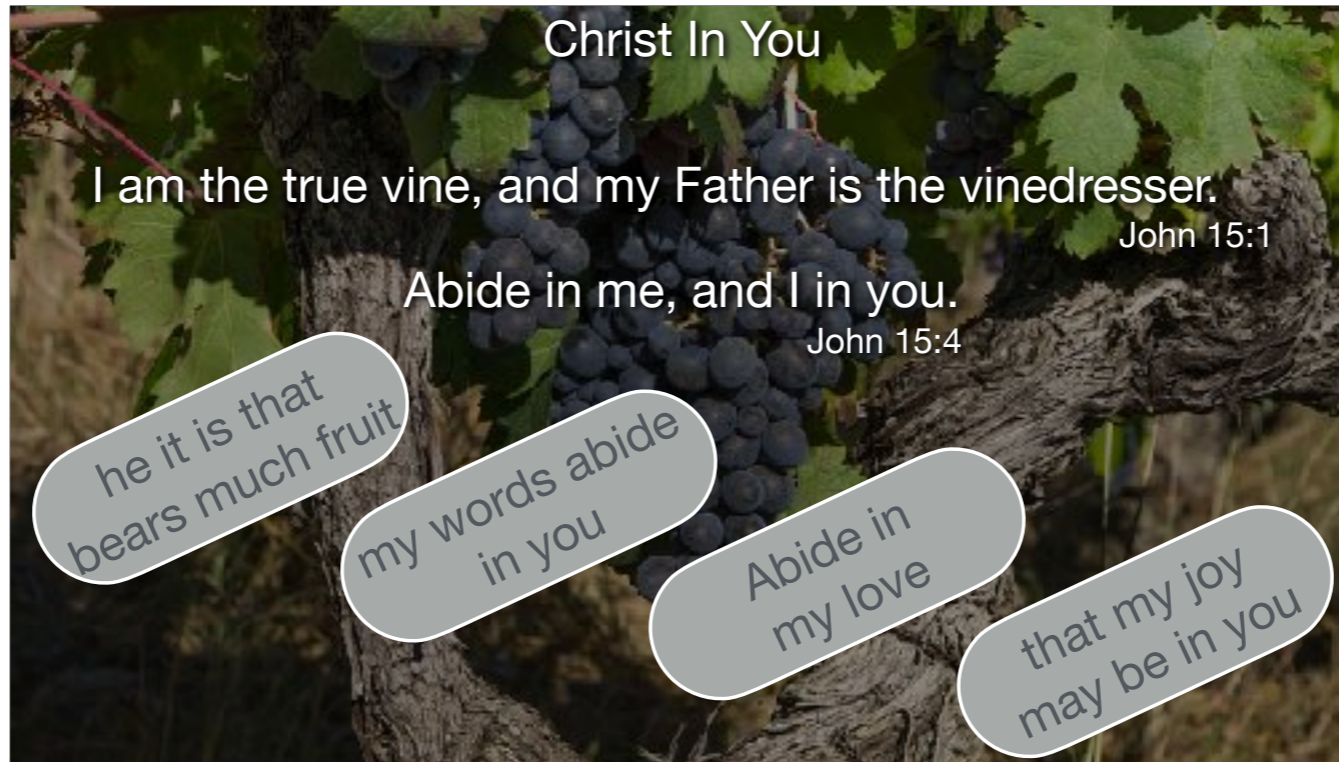 Christ In You
I am the true vine, and my Father is the vinedresser.
John 15:1
Abide in me, and I in you.
John 15:4
he it is that
bears much fruit
my words abide
in you
Abide in
my love
that my joy
may be in you